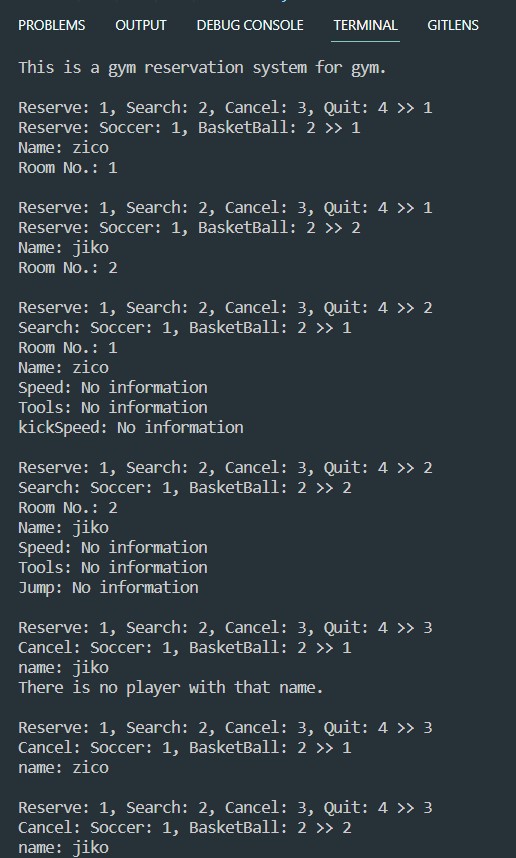 PROBLEMS OUTPUT DEBUG CONSOLE TERMINAL GITLENS
This is a gym reservation system for gym.
Reserve: 1, Search: 2, Cancel: 3, Quit: 4 >> 1
Reserve: Soccer: 1, BasketBall: 2 >> 1
Name: zico
Room No.: 1
Reserve: 1, Search: 2, Cancel: 3, Quit: 4 >> 1
Reserve: Soccer: 1, BasketBall: 2 >> 2
Name: jiko
Room No.: 2
Reserve: 1, Search: 2, Cancel: 3, Quit: 4 >> 2
Search: Soccer: 1, BasketBall: 2 >> 1
Room No.: 1
Name: zico
Speed: No information
Tools: No information
kickSpeed: No information
Reserve: 1, Search: 2, Cancel: 3, Quit: 4 >> 2
Search: Soccer: 1, BasketBall: 2 >> 2
Room No.: 2
Name: jiko
Speed: No information
Tools: No information
Jump: No information
Reserve: 1, Search: 2, Cancel: 3, Quit: 4 >> 3
Cancel: Soccer: 1, BasketBall: 2 >> 1
name: jiko
There is no player with that name.
Reserve: 1, Search: 2, Cancel: 3, Quit: 4 >> 3
Cancel: Soccer: 1, BasketBall: 2 >> 1
name: zico
Reserve: 1, Search: 2, Cancel: 3, Quit: 4 >> 3
Cancel: Soccer: 1, BasketBall: 2 >> 2
name: jiko